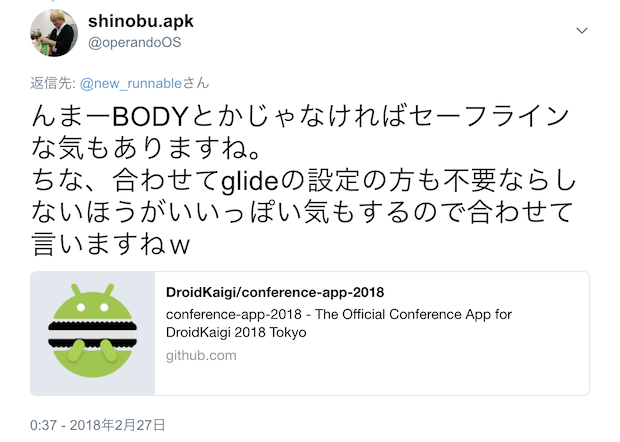 shinobu.apk
@operandoOS
返信先: @new_runnableさん
んまーBODYとかじゃなければセーフライン
な気もありますね。
ちな、合わせてglideの設定の方も不要ならし
ないほうがいいっぽい気もするので合わせて
言いますねｗ
DroidKaigi/conference-app-2018
conference-app-2018 - The Official Conference App for
DroidKaigi 2018 Tokyo
github.com
0:37 - 2018年2月27日